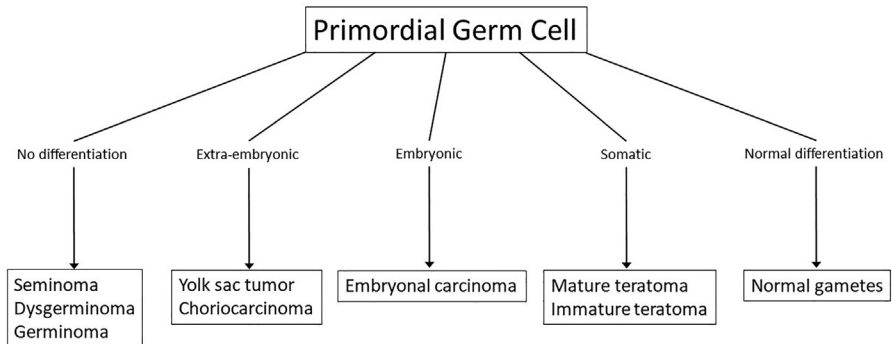 Primordial Germ Cell
No differentiation
Extra-embryonic
Embryonic
Somatic
Normal differentiation
Seminoma
Dysgerminoma
Germinoma
Yolk sac tumor
Choriocarcinoma
Embryonal carcinoma
Mature teratoma
Immature teratoma
Normal gametes